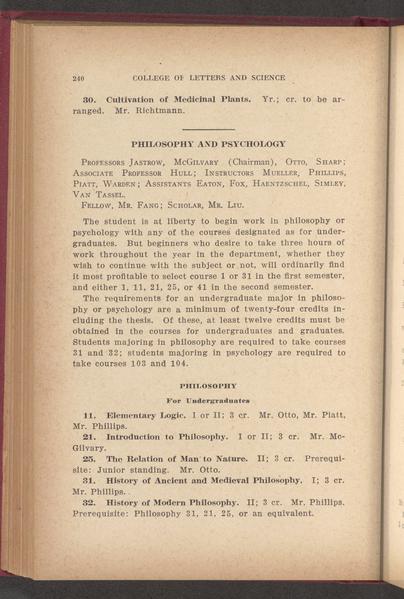 240 COLLEGE OF LETTERS AND SCIENCE
30. Cultivation of Medicinal Plants. Yr.; cr. to be ar-
ranged. Mr. Richtmann.
PHILOSOPHY AND PSYCHOLOGY
PROFESSORS JASTROW, MCGILVARY (Chairman), OTTO, SHARP;
ASSOCIATE PROFESSOR HULL; INSTRUCTORS MUELLER, PHILLIPS,
PIATT, WARDEN; ASSISTANTS EATON, FOX, HAENTZSCHEL, SIMLEY,
VAN TASSEL.
FELLOW, MR. FANG; SCHOLAR, MR. LIU.
The student is at liberty to begin work in philosophy or
psychology with any of the courses designated as for under-
graduates. But beginners who desire to take three hours of
work throughout the year in the department, whether they
wish to continue with the subject or not, will ordinarily find
it most profitable to select course 1 or 31 in the first semester,
and either 1, 11, 21, 25, or 41 in the second semester.
The requirements for an undergraduate major in philoso-
phy or psychology are a minimum of twenty-four credits in-
cluding the thesis. Of these, at least twelve credits must be
obtained in the courses for undergraduates and graduates.
Students majoring in philosophy are required to take courses
31 and 32; students majoring in psychology are required to
take courses 103 and 104.
PHILOSOPHY
For Undergraduates
11. Elementary Logic. I or II; 3 cr. Mr. Otto, Mr. Piatt,
Mr. Phillips.
21. Introduction to Philosophy. I or II; 3 cr. Mr. Mc-
Gilvary.
25. The Relation of Man to Nature. II; 3 cr. Prerequi-
site: Junior standing. Mr. Otto.
31. History of Ancient and Medieval Philosophy. I; 3 cr.
Mr. Phillips.
32. History of Modern Philosophy. II; 3 cr. Mr. Phillips.
Prerequisite: Philosophy 31, 21, 25, or an equivalent.